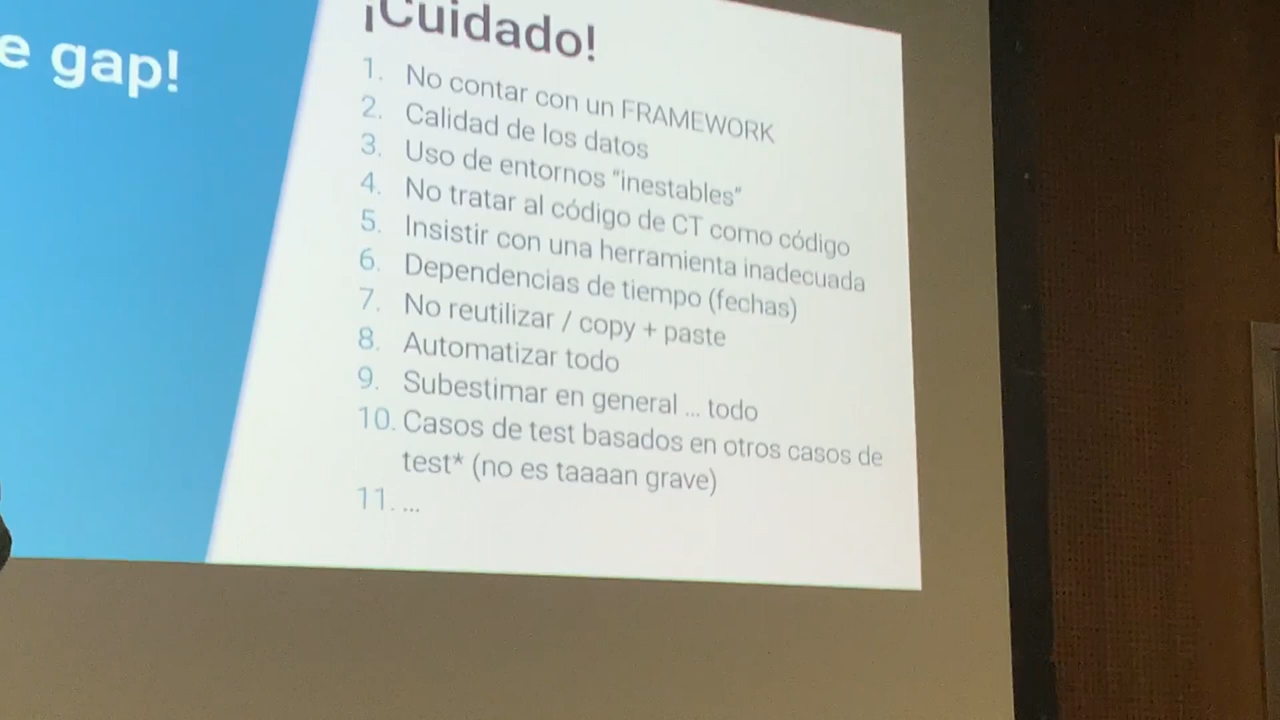 e gap!
¡Cuidado!
1. No contar con un FRAMEWORK
2. Calidad de los datos
3. Uso de entornos "inestables"
4. No tratar al código de CT como código
5. Insistir con una herramienta inadecuada
6. Dependencias de tiempo (fechas)
7. No reutilizar / copy + paste
8. Automatizar todo
9. Subestimar en general ... todo
10. Casos de test basados en otros casos de
test* (no es taaaan grave)
11. ...